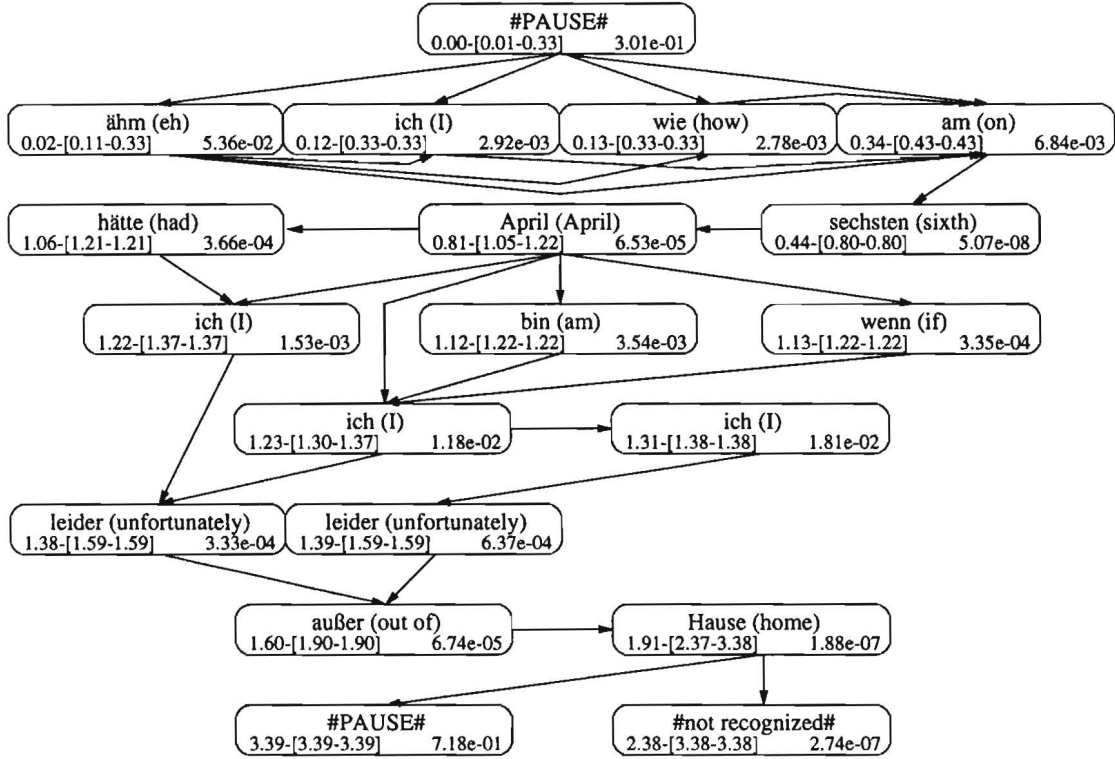 #PAUSE#
0.00-[0.01-0.33] 3.01e-01
ähm (eh)
0.02-[0.11-0.33] 5.36e-02
ich (I)
0.12-[0.33-0.33] 2.92e-03
wie (how)
0.13-[0.33-0.33] 2.78e-03
am (on)
0.34-[0.43-0.43] 6.84e-03
hätte (had)
1.06-[1.21-1.21] 3.66e-04
April (April)
0.81-[1.05-1.22] 6.53e-05
sechsten (sixth)
0.44-[0.80-0.80] 5.07e-08
ich (I)
1.22-[1.37-1.37] 1.53e-03
bin (am)
1.12-[1.22-1.22] 3.54e-03
wenn (if)
1.13-[1.22-1.22] 3.35e-04
ich (I)
1.23-[1.30-1.37] 1.18e-02
ich (I)
1.31-[1.38-1.38] 1.81e-02
leider (unfortunately)
1.38-[1.59-1.59] 3.33e-04
leider (unfortunately)
1.39-[1.59-1.59] 6.37e-04
außer (out of)
1.60-[1.90-1.90] 6.74e-05
Hause (home)
1.91-[2.37-3.38] 1.88e-07
#PAUSE#
3.39-[3.39-3.39] 7.18e-01
#not recognized#
2.38-[3.38-3.38] 2.74e-07